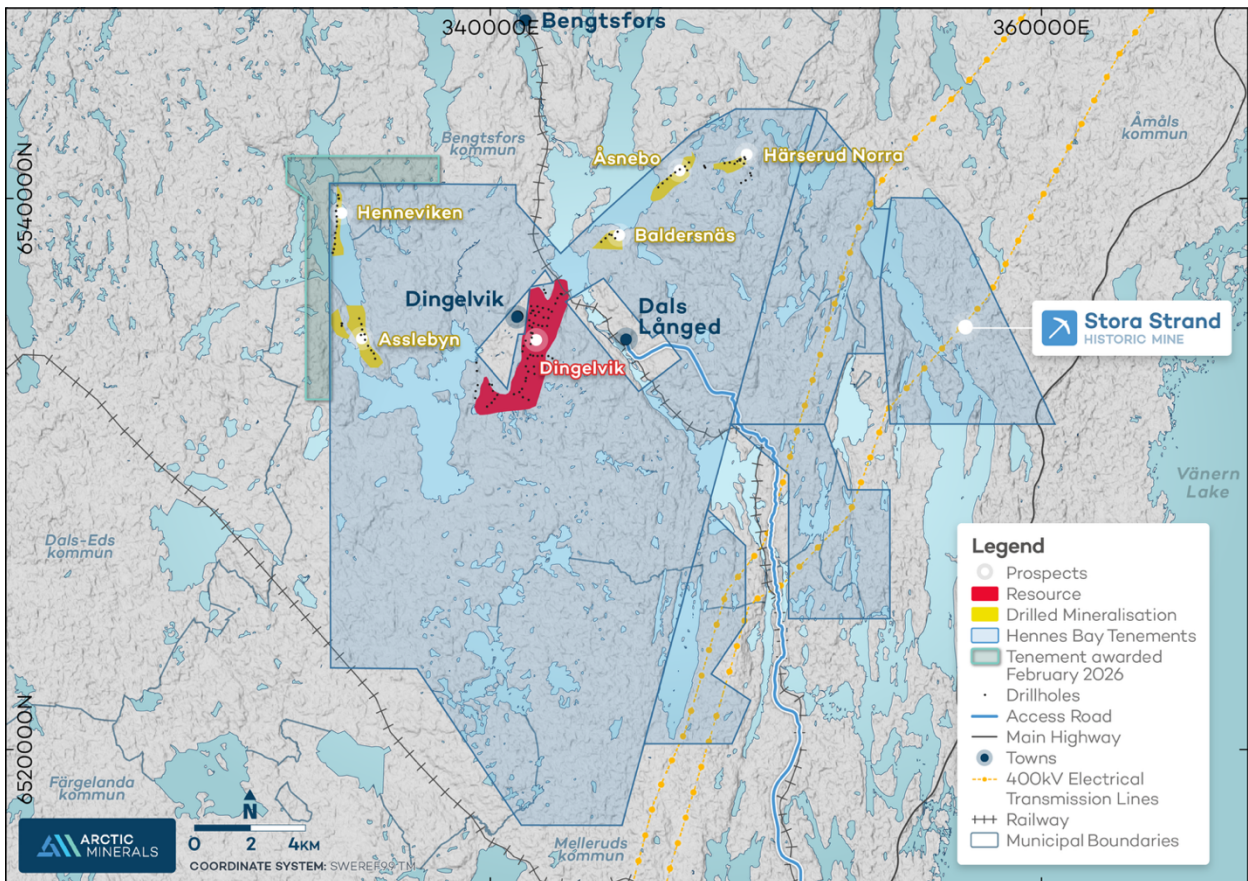 340000E
360000E
Bengtsfors
Bengtsfors
kommun
Åmåls
kommun
6540000N
Åsnebo
Härserud Norra
Henneviken
Baldersnäs
Dingelvik
Dals
Långed
Stora Strand
HISTORIC MINE
Asslebyn
Dingelvik
Vänern
Lake
Dals-Eds
kommun
6520000N
Färgelanda
kommun
Melleruds
kommun
Legend
Prospects
Resource
Drilled Mineralisation
Hennes Bay Tenements
Tenement awarded
February 2026
Drillholes
Access Road
Main Highway
Towns
400kV Electrical
Transmission Lines
Railway
Municipal Boundaries
ARCTIC
MINERALS
N
0 2 4KM
COORDINATE SYSTEM: SWEREF99 TM